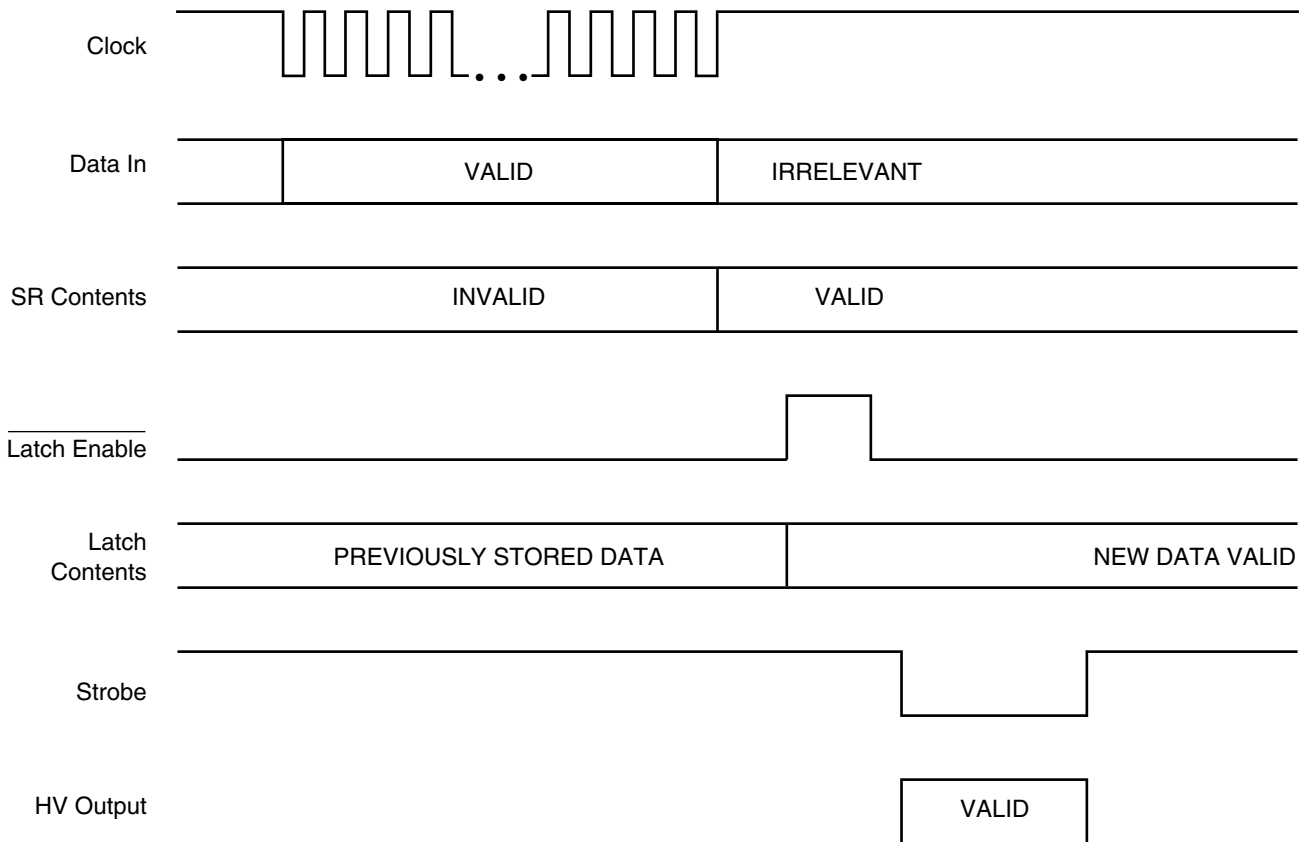 Clock
Data In
VALID
IRRELEVANT
SR Contents
INVALID
VALID
Latch Enable
Latch
Contents
PREVIOUSLY STORED DATA
NEW DATA VALID
Strobe
HV Output
VALID